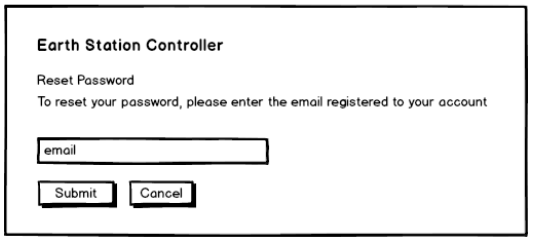 Earth Station Controller
Reset Password
To reset your password, please enter the email registered to your account
email
Submit Cancel